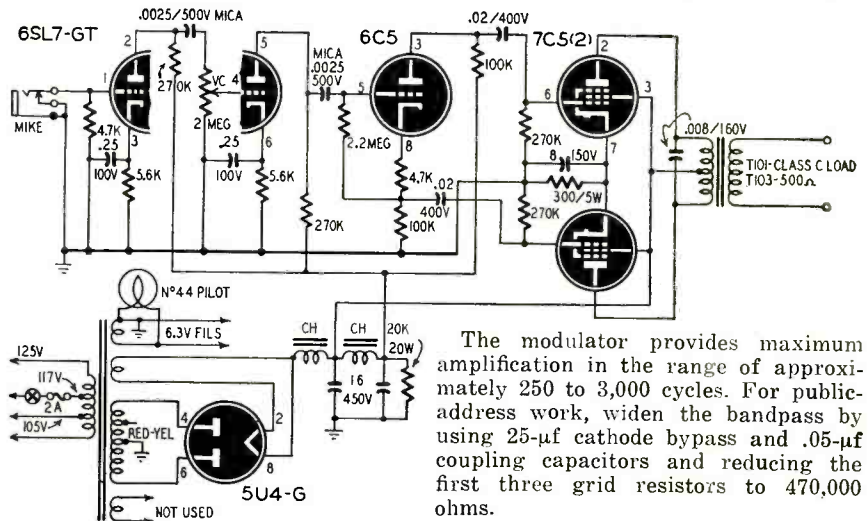 .0025/500V MICA
.02/400V
6SL7-GT
6C5
7C5(2)
2
5
3
2
MICA
.0025
500V
100K
1
270K
VC
4
5
6
3
MIKE
.008/160V
4.7K
2 MEG
2.2MEG
270K
3
6
8
7
.25
100V
.25
100V
4.7K
8
150V
T101-CLASS C LOAD
T103-500Ω
5.6K
5.6K
.02
400V
300/5W
270K
100K
270K
Nº44 PILOT
6.3V FILS
CH
CH
20K
20W
125V
117V
2A
105V
16
450V
RED-YEL
4
2
6
8
5U4-G
NOT USED
The modulator provides maximum
amplification in the range of approxi-
mately 250 to 3,000 cycles. For public-
address work, widen the bandpass by
using 25-μf cathode bypass and .05-μf
coupling capacitors and reducing the
first three grid resistors to 470,000
ohms.